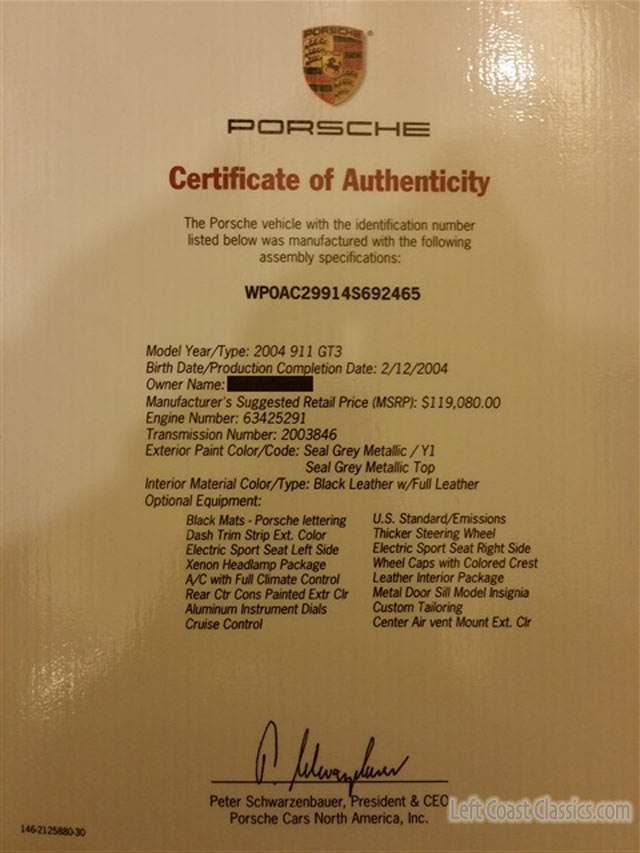 PORSCHE
PORSCHE
Certificate of Authenticity
The Porsche vehicle with the identification number
listed below was manufactured with the following
assembly specifications:
WP0AC29914S692465
Model Year/Type: 2004 911 GT3
Birth Date/Production Completion Date: 2/12/2004
Owner Name:
Manufacturer's Suggested Retail Price (MSRP): $119,080.00
Engine Number: 63425291
Transmission Number: 2003846
Exterior Paint Color/Code: Seal Grey Metallic / Y1
Seal Grey Metallic Top
Interior Material Color/Type: Black Leather w/Full Leather
Optional Equipment:
Black Mats - Porsche lettering
Dash Trim Strip Ext. Color
Electric Sport Seat Left Side
Xenon Headlamp Package
A/C with Full Climate Control
Rear Ctr Cons Painted Extr Clr
Aluminum Instrument Dials
Cruise Control
U.S. Standard/Emissions
Thicker Steering Wheel
Electric Sport Seat Right Side
Wheel Caps with Colored Crest
Leather Interior Package
Metal Door Sill Model Insignia
Custom Tailoring
Center Air vent Mount Ext. Clr
P. Schwarzenbauer
Peter Schwarzenbauer, President & CEO
Porsche Cars North America, Inc.
146-2125880-30
Left Coast Classics.com